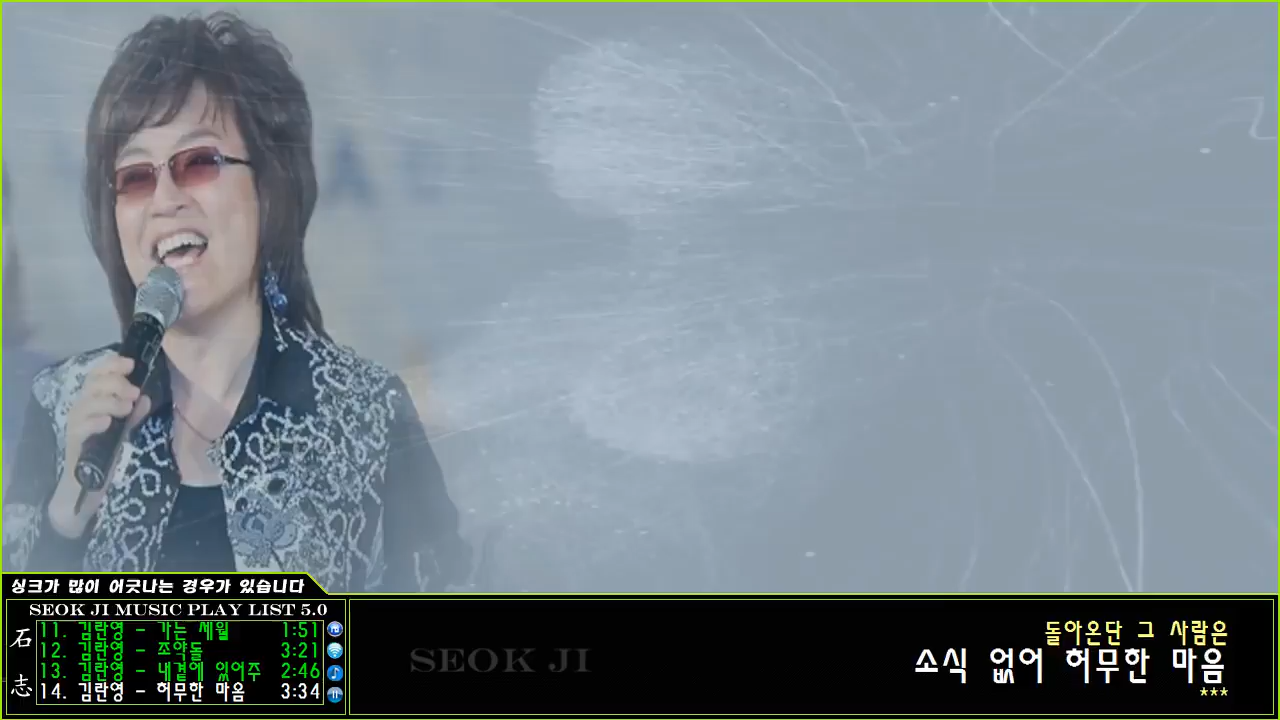 싱크가 많이 어긋나는 경우가 있습니다
SEOK JI MUSIC PLAY LIST 5.0
石
志
11. 김란영 - 가는 세월 1:51
12. 김란영 - 조약돌 3:21
13. 김란영 - 내곁에 있어주 2:46
14. 김란영 - 허무한 마음 3:34
SEOK JI
돌아온단 그 사람은
소식 없어 허무한 마음
***